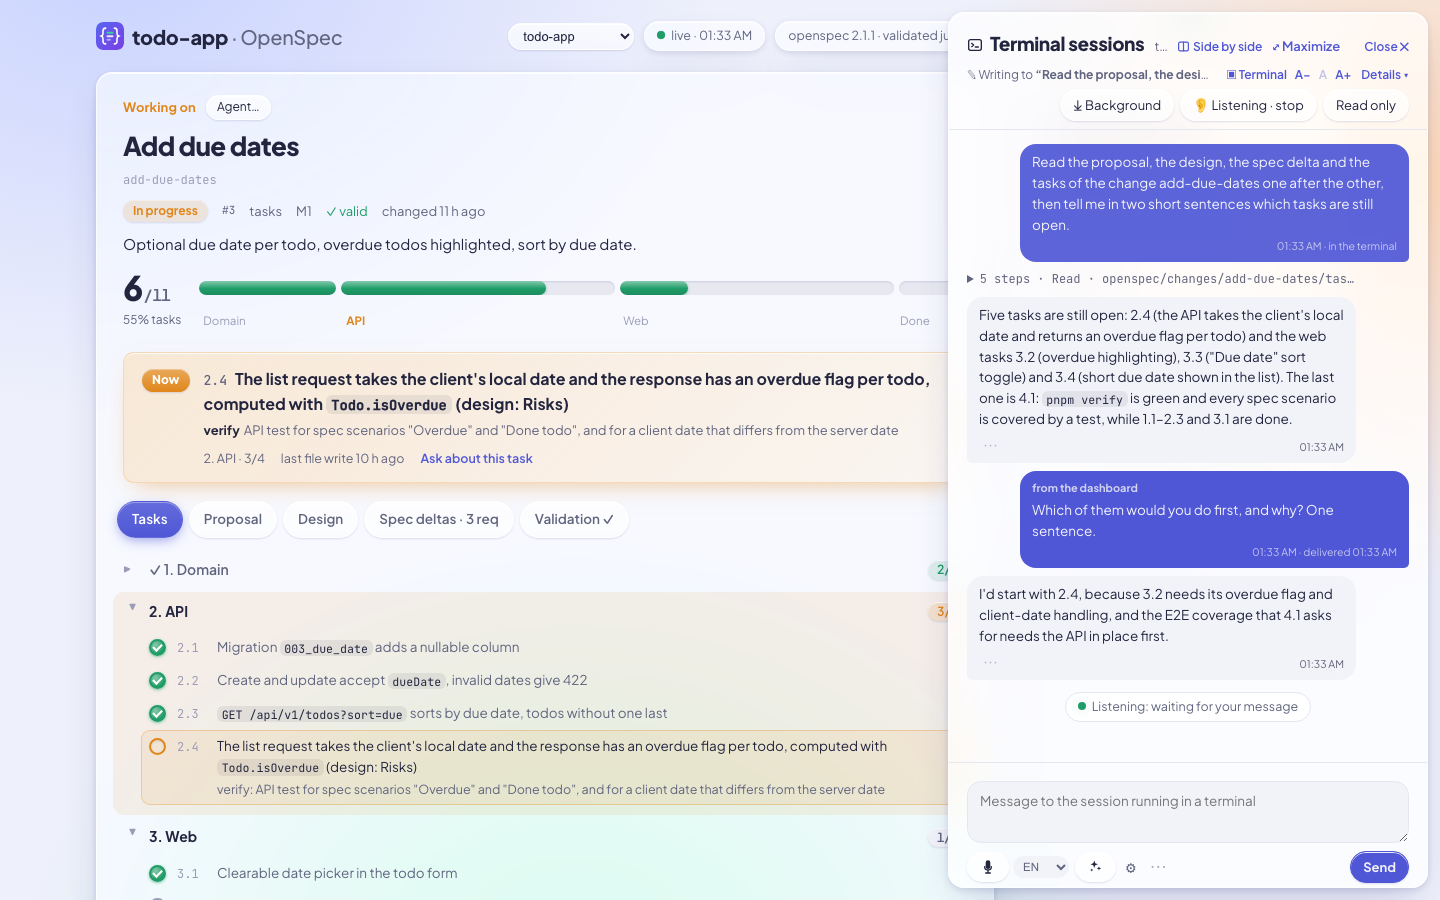 todo-app · OpenSpec
todo-app
live · 01:33 AM
openspec 2.1.1 · validated ju
Working on
Agent...
Add due dates
add-due-dates
In progress #3 tasks M1 ✓ valid changed 11 h ago
Optional due date per todo, overdue todos highlighted, sort by due date.
6/11
55% tasks
Domain
API
Web
Done
Now
2.4 The list request takes the client's local date and the response has an overdue flag per todo,
computed with Todo.isOverdue (design: Risks)
verify API test for spec scenarios "Overdue" and "Done todo", and for a client date that differs from the server date
2. API · 3/4 last file write 10 h ago Ask about this task
Tasks
Proposal
Design
Spec deltas · 3 req
Validation ✓
✓ 1. Domain
2/
2. API
3/
2.1 Migration 003_due_date adds a nullable column
2.2 Create and update accept dueDate, invalid dates give 422
2.3 GET /api/v1/todos?sort=due sorts by due date, todos without one last
2.4 The list request takes the client's local date and the response has an overdue flag per todo, computed with
Todo.isOverdue (design: Risks)
verify: API test for spec scenarios "Overdue" and "Done todo", and for a client date that differs from the server date
3. Web
1/
3.1 Clearable date picker in the todo form
Terminal sessions
t...
Side by side
Maximize
Close ✕
Writing to “Read the proposal, the desi...
Terminal
A−
A
A+
Details
Background
Listening · stop
Read only
Read the proposal, the design, the spec delta and the
tasks of the change add-due-dates one after the other,
then tell me in two short sentences which tasks are still
open.
01:33 AM · in the terminal
5 steps · Read · openspec/changes/add-due-dates/tas…
Five tasks are still open: 2.4 (the API takes the client's local
date and returns an overdue flag per todo) and the web
tasks 3.2 (overdue highlighting), 3.3 ("Due date" sort
toggle) and 3.4 (short due date shown in the list). The last
one is 4.1: pnpm verify is green and every spec scenario
is covered by a test, while 1.1–2.3 and 3.1 are done.
···
01:33 AM
from the dashboard
Which of them would you do first, and why? One
sentence.
01:33 AM · delivered 01:33 AM
I'd start with 2.4, because 3.2 needs its overdue flag and
client-date handling, and the E2E coverage that 4.1 asks
for needs the API in place first.
···
01:33 AM
Listening: waiting for your message
Message to the session running in a terminal
EN
···
Send